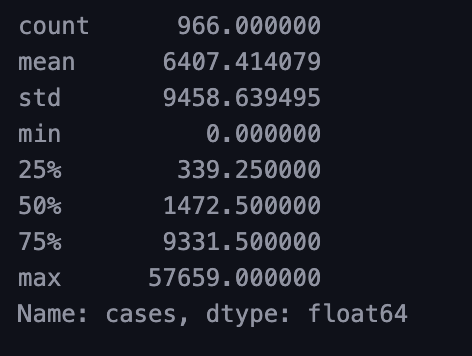 count      966.000000
mean      6407.414079
std       9458.639495
min          0.000000
25%        339.250000
50%       1472.500000
75%       9331.500000
max      57659.000000
Name: cases, dtype: float64